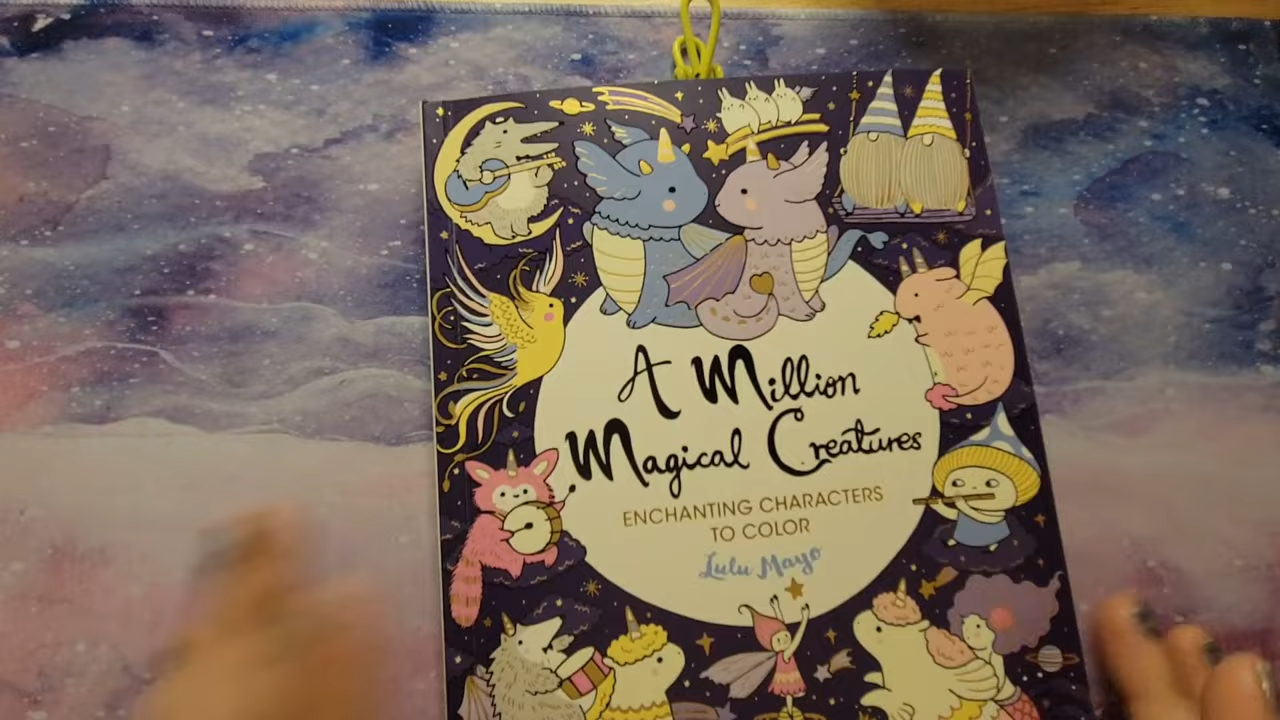 A Million
Magical Creatures
ENCHANTING CHARACTERS
TO COLOR
Lulu Mayo